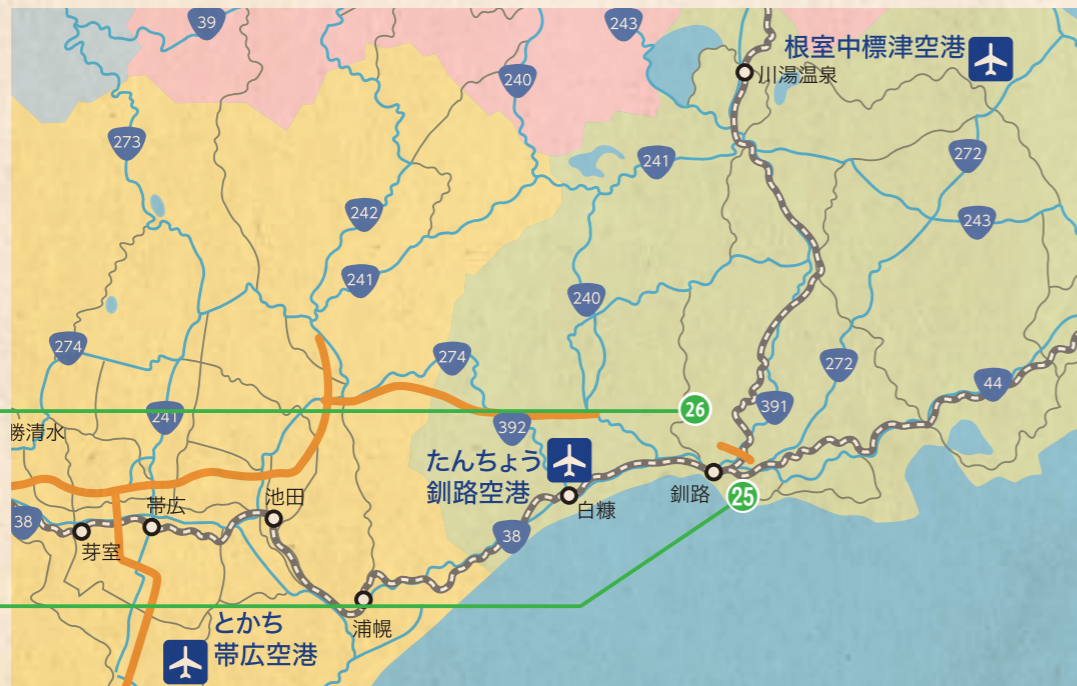 39
243
240
根室中標津空港
川湯温泉
273
241
272
242
243
241
240
274
274
272
44
26
391
241
392
勝清水
たんちょう
釧路空港
釧路
25
白糠
池田
帯広
38
芽室
38
浦幌
とかち
帯広空港